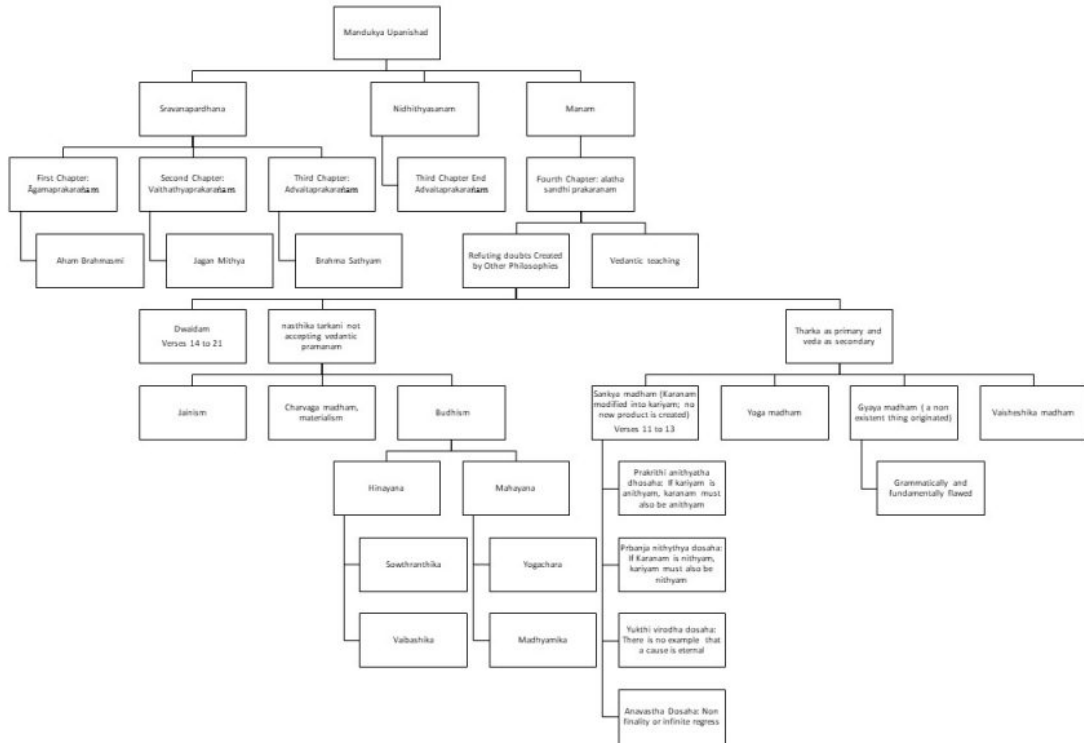 Mandukya Upanishad
Sravanapardhana
Nidhithyasanam
Manam
First Chapter:
Āgamaprakaraṅam
Second Chapter:
Vaithathyaprakaraṅam
Third Chapter:
Advaitaprakaraṅam
Third Chapter End
Advaitaprakaraṅam
Fourth Chapter: alatha
sandhi prakaranam
Aham Brahmasmi
Jagan Mithya
Brahma Sathyam
Refuting doubts Created
by Other Philosophies
Vedantic teaching
Dwaidam
Verses 14 to 21
nasthika tarkani not
accepting vedantic
pramanam
Tharka as primary and
veda as secondary
Jainism
Charvaga madham,
materialism
Budhism
Sankya madham (Karanam
modified into kariyam; no
new product is created)
Verses 11 to 13
Yoga madham
Gyaya madham ( a non
existent thing originated)
Vaisheshika madham
Hinayana
Mahayana
Prakrithi anithyatha
dhosaha: If kariyam is
anithyam, karanam must
also be anithyam
Grammatically and
fundamentally flawed
Sowthranthika
Yogachara
Prbanja nithythya dosaha:
If Karanam is nithyam,
kariyam must also be
nithyam
Vaibashika
Madhyamika
Yukthi virodha dosaha:
There is no example that
a cause is eternal
Anavastha Dosaha: Non
finality or infinite regress